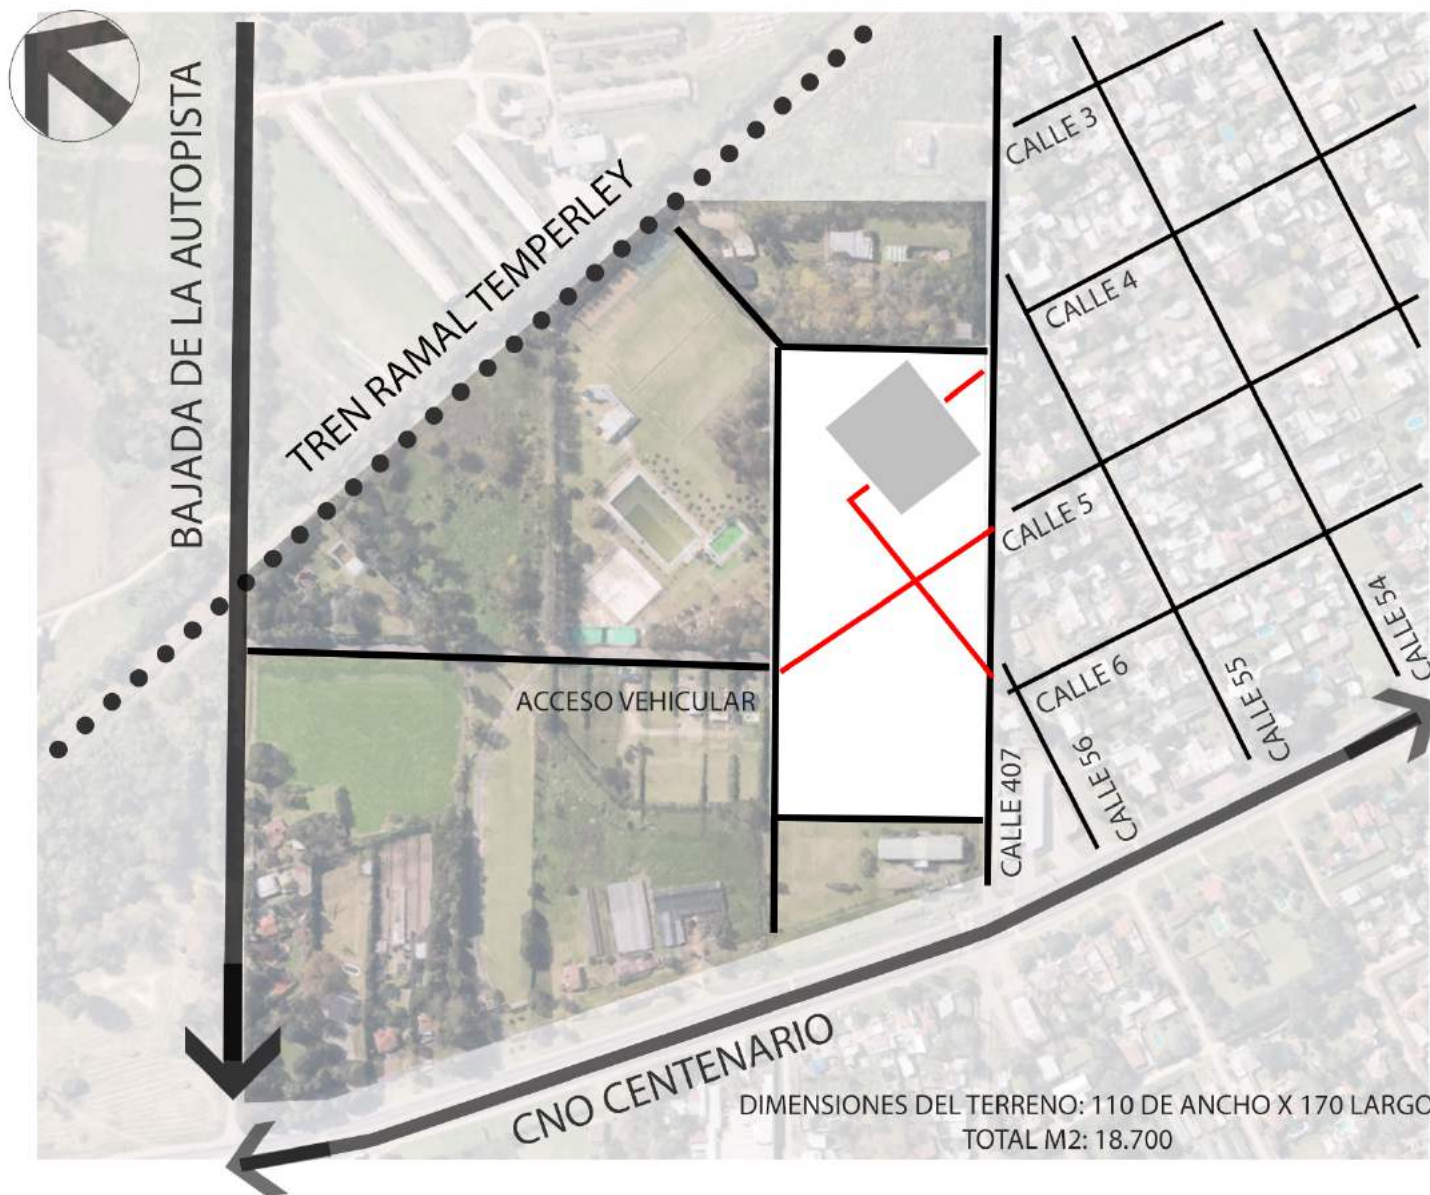 BAJADA DE LA AUTOPISTA
TREN RAMAL TEMPERLEY
CALLE 3
CALLE 4
CALLE 5
CALLE 6
CALLE 54
CALLE 55
CALLE 56
CALLE 407
ACCESO VEHICULAR
CNO CENTENARIO
DIMENSIONES DEL TERRENO: 110 DE ANCHO X 170 LARGO
TOTAL M2: 18.700